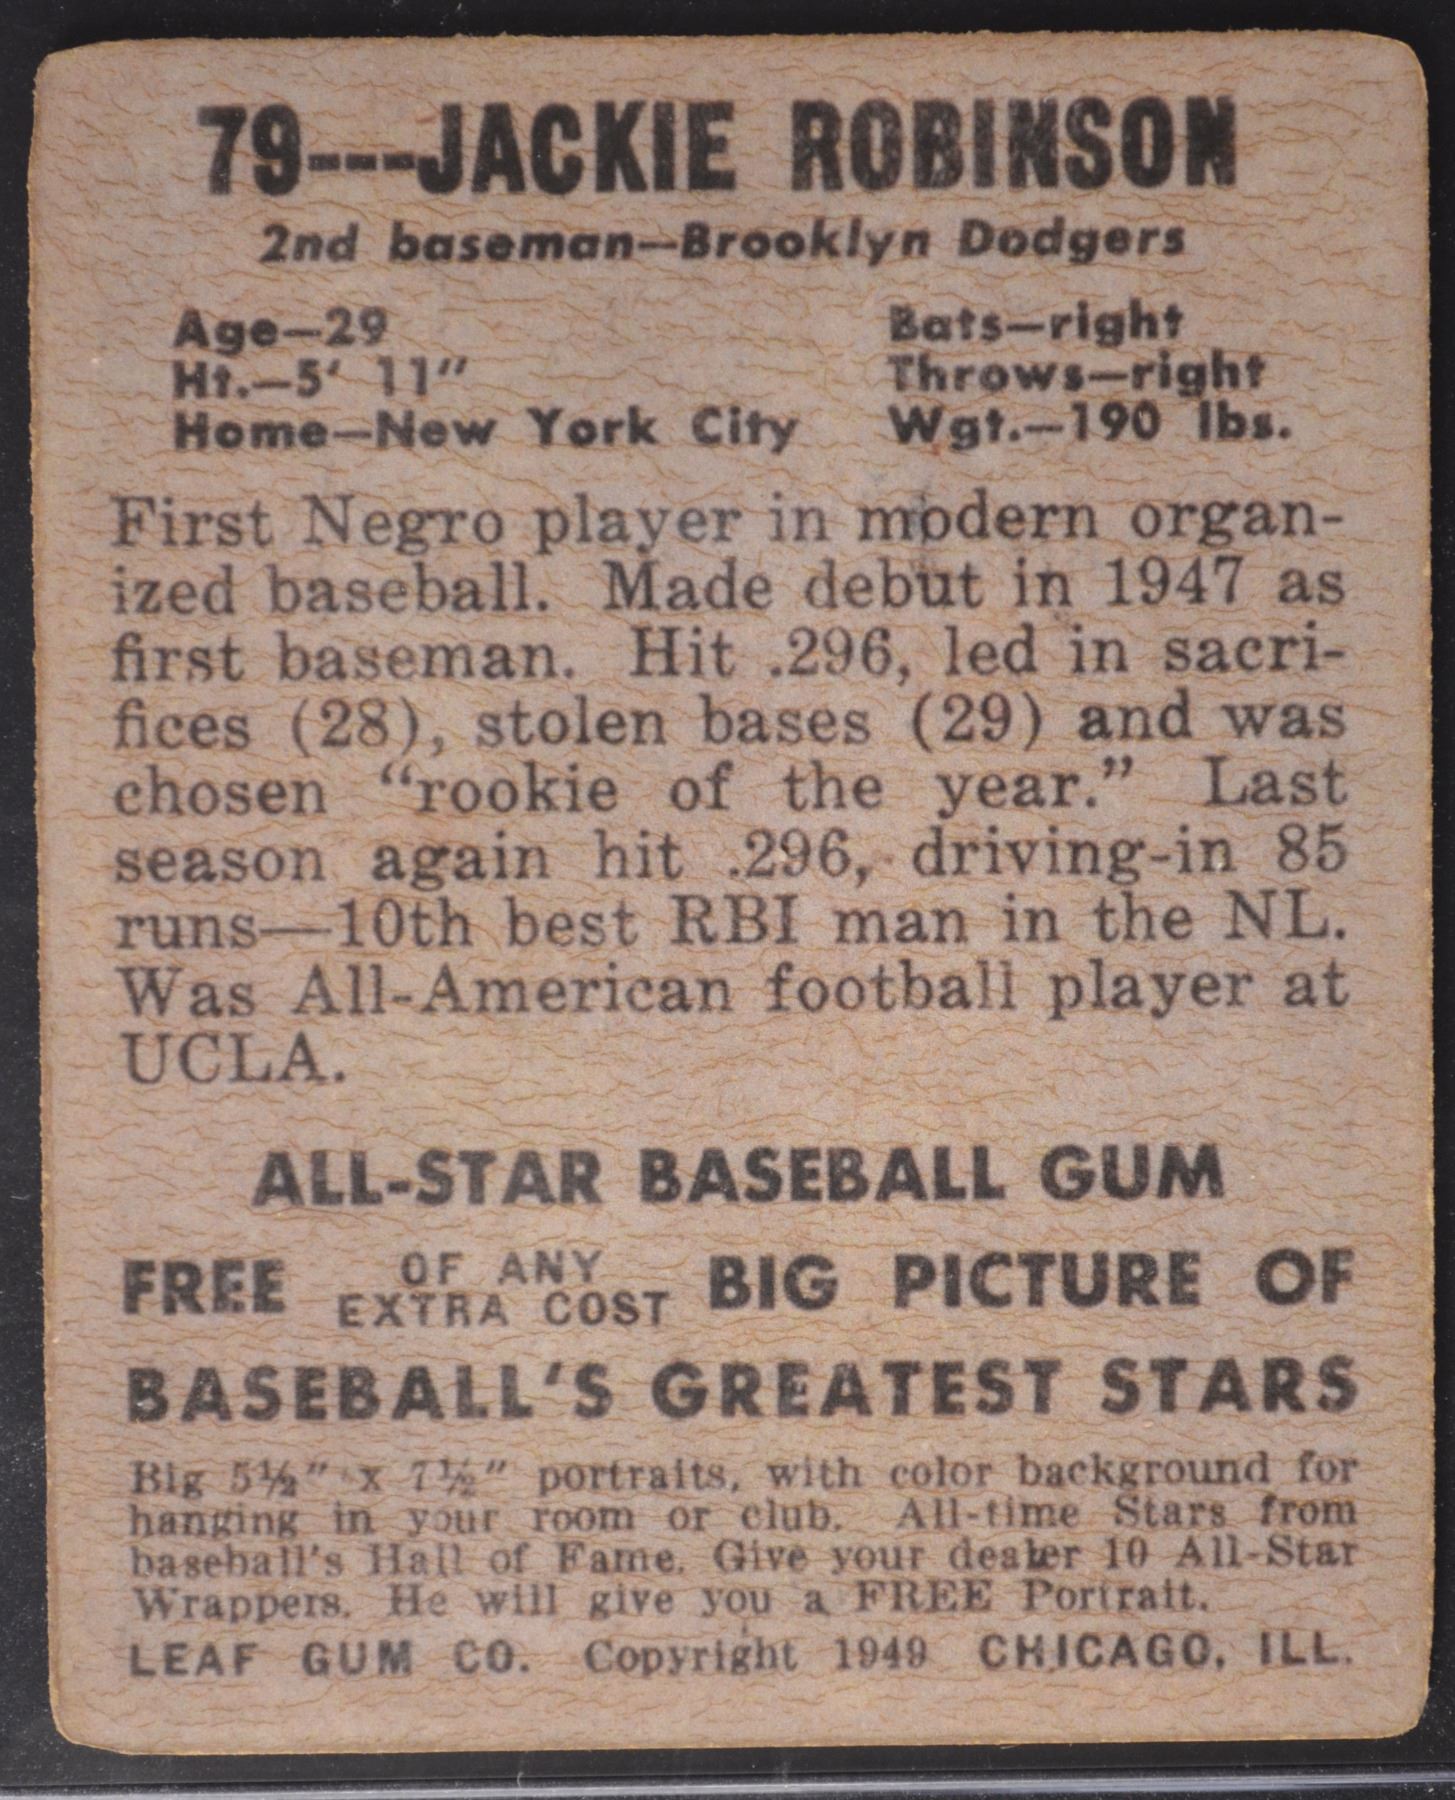 79---JACKIE ROBINSON
2nd baseman—Brooklyn Dodgers
Age—29 Bats—right
Ht.—5' 11" Throws—right
Home—New York City Wgt.—190 lbs.
First Negro player in modern organ-
ized baseball. Made debut in 1947 as
first baseman. Hit .296, led in sacri-
fices (28), stolen bases (29) and was
chosen "rookie of the year." Last
season again hit .296, driving-in 85
runs—10th best RBI man in the NL.
Was All-American football player at
UCLA.
ALL-STAR BASEBALL GUM
FREE OF ANY EXTRA COST BIG PICTURE OF
BASEBALL'S GREATEST STARS
Big 5½" x 7½" portraits, with color background for
hanging in your room or club. All-time Stars from
baseball's Hall of Fame. Give your dealer 10 All-Star
Wrappers. He will give you a FREE Portrait.
LEAF GUM CO. Copyright 1949 CHICAGO, ILL.